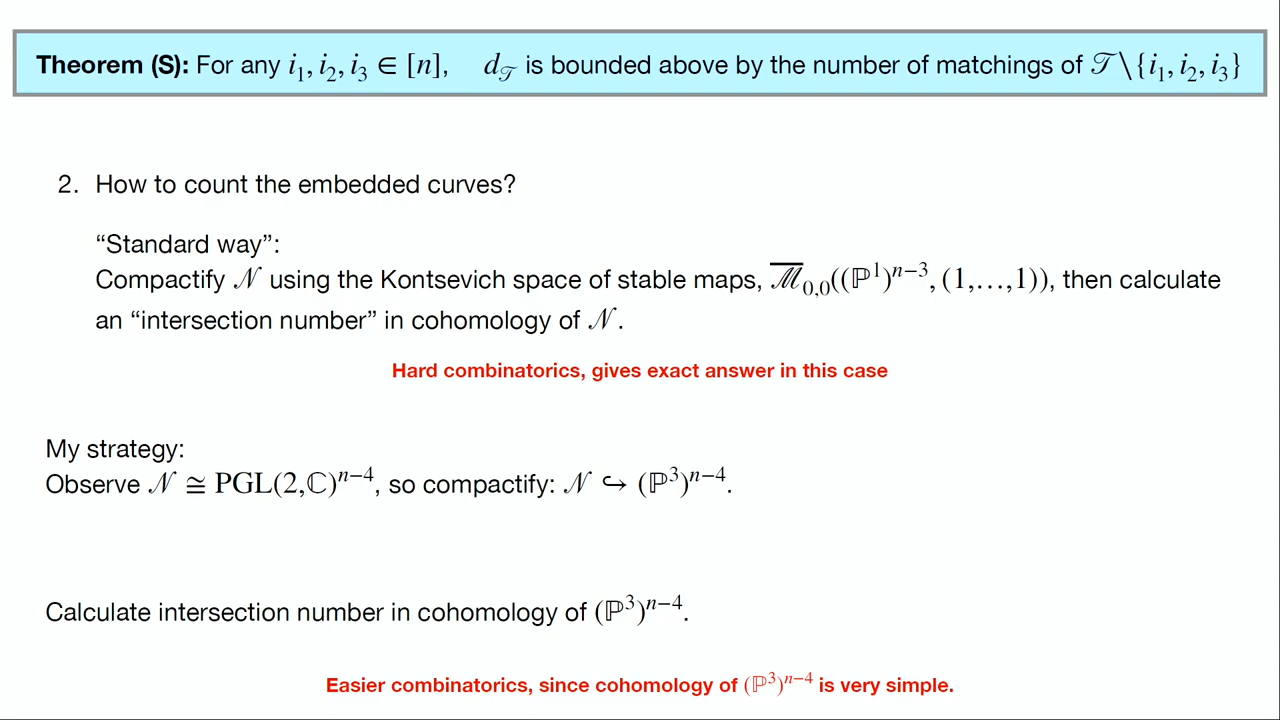 Theorem (S): For any i₁, i₂, i₃ ∈ [n], d_𝒯 is bounded above by the number of matchings of 𝒯∖{i₁, i₂, i₃}
2. How to count the embedded curves?
“Standard way”:
Compactify 𝒩 using the Kontsevich space of stable maps, ℳ̅₀,₀((ℙ¹)ⁿ⁻³, (1,…,1)), then calculate
an “intersection number” in cohomology of 𝒩.
Hard combinatorics, gives exact answer in this case
My strategy:
Observe 𝒩 ≅ PGL(2,ℂ)ⁿ⁻⁴, so compactify: 𝒩 ↪ (ℙ³)ⁿ⁻⁴.
Calculate intersection number in cohomology of (ℙ³)ⁿ⁻⁴.
Easier combinatorics, since cohomology of (ℙ³)ⁿ⁻⁴ is very simple.